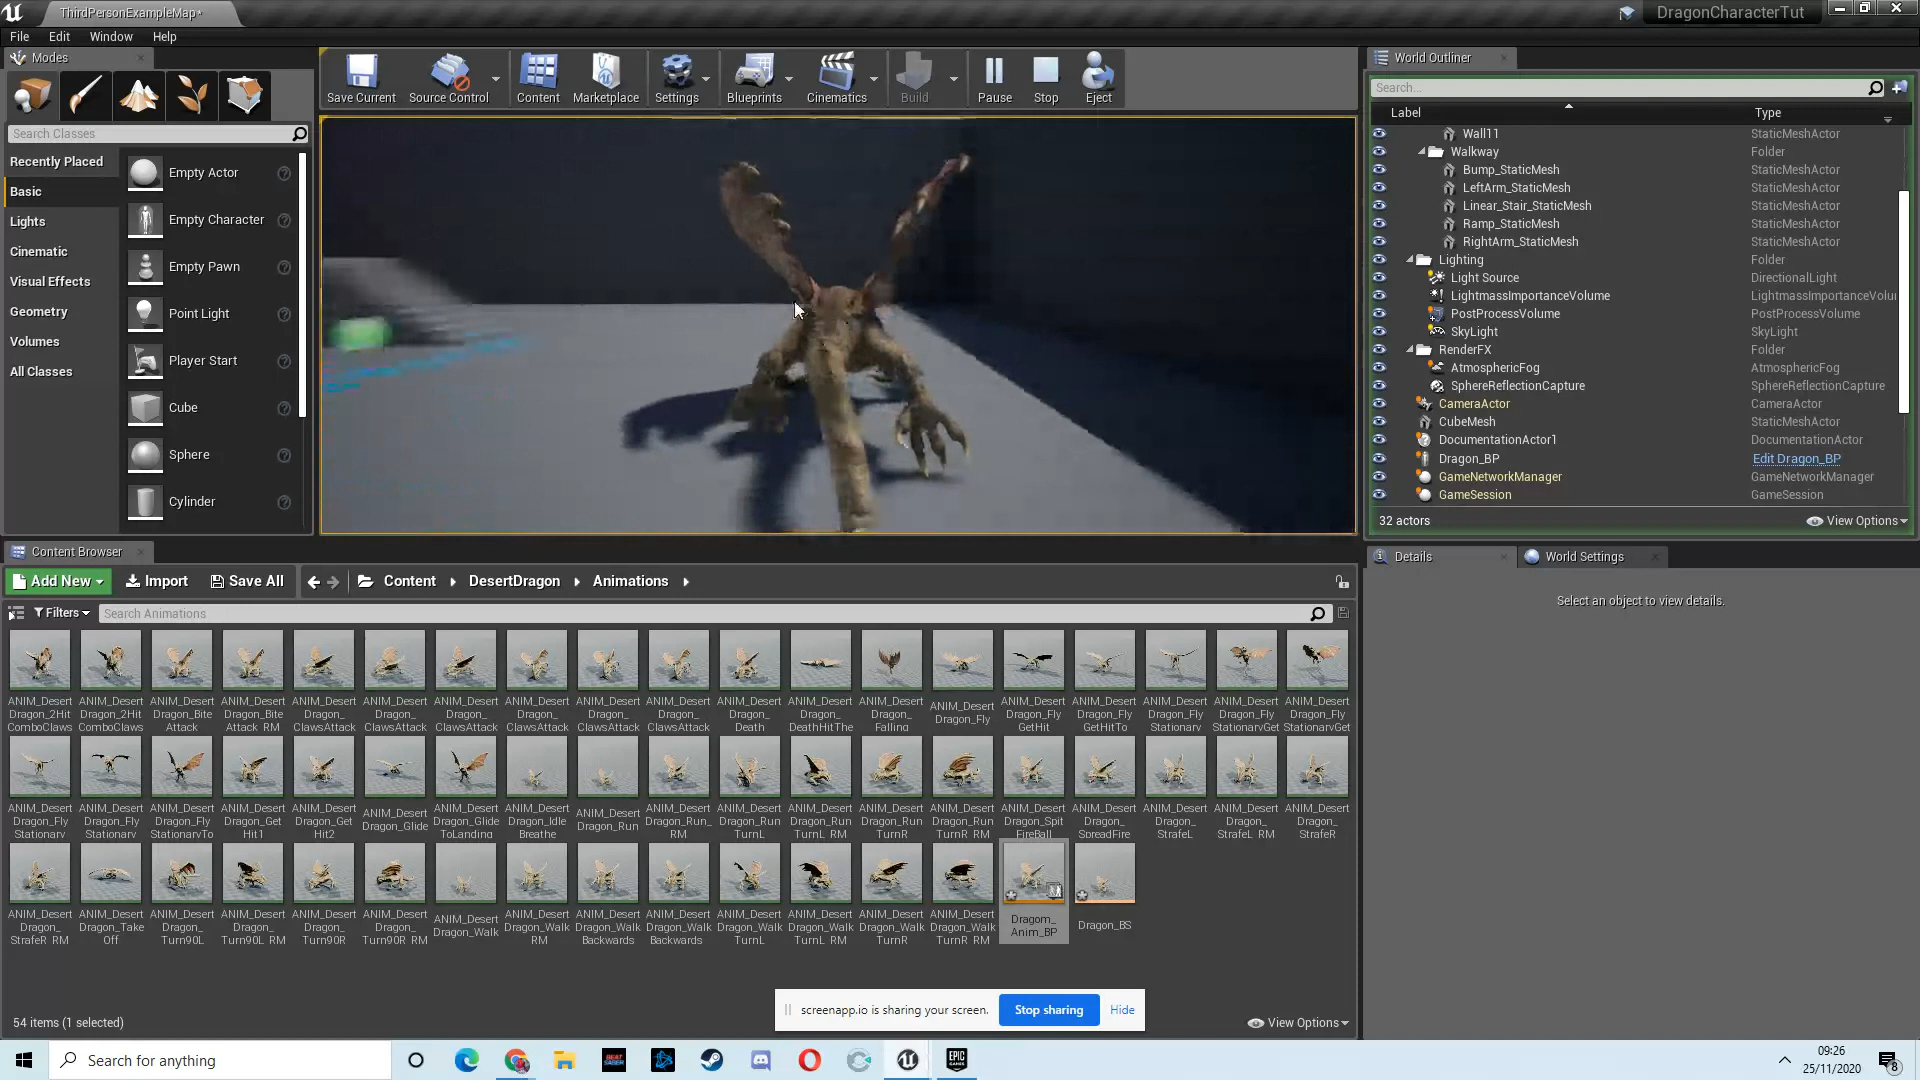 ThirdPersonExampleMap*
DragonCharacterTut
File Edit Window Help
Modes
Save Current Source Control Content Marketplace Settings Blueprints Cinematics Build Pause Stop Eject
World Outliner
Search...
Label Type
Search Classes
Recently Placed
Basic
Lights
Cinematic
Visual Effects
Geometry
Volumes
All Classes
Empty Actor
Empty Character
Empty Pawn
Point Light
Player Start
Cube
Sphere
Cylinder
Wall11 StaticMeshActor
Walkway Folder
Bump_StaticMesh StaticMeshActor
LeftArm_StaticMesh StaticMeshActor
Linear_Stair_StaticMesh StaticMeshActor
Ramp_StaticMesh StaticMeshActor
RightArm_StaticMesh StaticMeshActor
Lighting Folder
Light Source DirectionalLight
LightmassImportanceVolume LightmassImportanceVolu
PostProcessVolume PostProcessVolume
SkyLight SkyLight
RenderFX Folder
AtmosphericFog AtmosphericFog
SphereReflectionCapture SphereReflectionCapture
CameraActor CameraActor
CubeMesh StaticMeshActor
DocumentationActor1 DocumentationActor
Dragon_BP Edit Dragon_BP
GameNetworkManager GameNetworkManager
GameSession GameSession
32 actors View Options
Content Browser
Details World Settings
Select an object to view details.
Add New Import Save All Content DesertDragon Animations
Filters Search Animations
ANIM_Desert ANIM_Desert ANIM_Desert ANIM_Desert ANIM_Desert ANIM_Desert ANIM_Desert ANIM_Desert ANIM_Desert ANIM_Desert ANIM_Desert ANIM_Desert ANIM_Desert ANIM_Desert ANIM_Desert ANIM_Desert ANIM_Desert ANIM_Desert ANIM_Desert
Dragon_2Hit Dragon_2Hit Dragon_Bite Dragon_Bite Dragon_ Dragon_ Dragon_ Dragon_ Dragon_ Dragon_ Dragon_ Dragon_ Dragon_ Dragon_Fly Dragon_Fly Dragon_Fly Dragon_Fly Dragon_Fly Dragon_Fly
ComboClaws ComboClaws Attack Attack_RM ClawsAttack ClawsAttack ClawsAttack ClawsAttack ClawsAttack ClawsAttack Death DeathHitThe Falling GetHit GetHitTo Stationary StationaryGet StationaryGet
ANIM_Desert ANIM_Desert ANIM_Desert ANIM_Desert ANIM_Desert ANIM_Desert ANIM_Desert ANIM_Desert ANIM_Desert ANIM_Desert ANIM_Desert ANIM_Desert ANIM_Desert ANIM_Desert ANIM_Desert ANIM_Desert ANIM_Desert ANIM_Desert ANIM_Desert
Dragon_Fly Dragon_Fly Dragon_Fly Dragon_Get Dragon_Get Dragon_Glide Dragon_Glide Dragon_Idle Dragon_Run Dragon_Run_ Dragon_Run Dragon_Run Dragon_Run Dragon_Run Dragon_Spit Dragon_ Dragon_ Dragon_ Dragon_
Stationary Stationary StationaryTo Hit1 Hit2 ToLanding Breathe RM TurnL TurnL_RM TurnR TurnR_RM FireBall SpreadFire StrafeL StrafeL_RM StrafeR
ANIM_Desert ANIM_Desert ANIM_Desert ANIM_Desert ANIM_Desert ANIM_Desert ANIM_Desert ANIM_Desert ANIM_Desert ANIM_Desert ANIM_Desert ANIM_Desert ANIM_Desert ANIM_Desert Dragom_ Dragon_BS
Dragon_ Dragon_Take Dragon_ Dragon_ Dragon_ Dragon_ Dragon_Walk Dragon_Walk Dragon_Walk Dragon_Walk Dragon_Walk Dragon_Walk Dragon_Walk Dragon_Walk Anim_BP
StrafeR_RM Off Turn90L Turn90L_RM Turn90R Turn90R_RM RM Backwards Backwards TurnL TurnL_RM TurnR TurnR_RM
54 items (1 selected) View Options
screenapp.io is sharing your screen. Stop sharing Hide
Search for anything
BEAT SABER
EPIC GAMES
09:26
25/11/2020
8